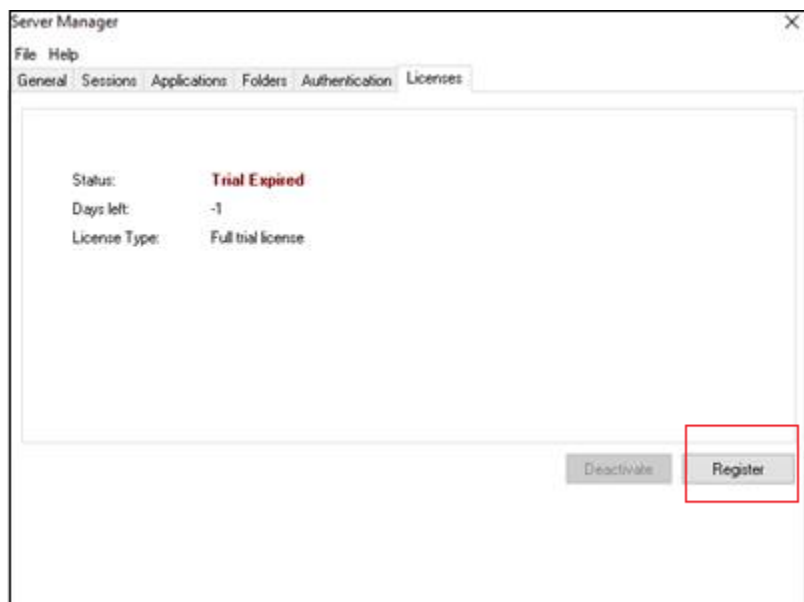 Server Manager
File Help
General Sessions Applications Folders Authentication Licenses
Status: Trial Expired
Days left: -1
License Type: Full trial license
Deactivate Register